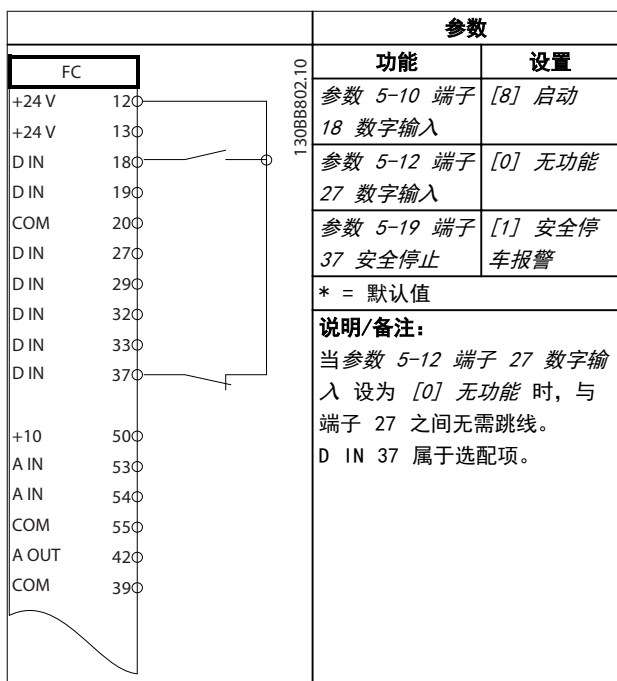 FC
+24 V 12
+24 V 13
D IN 18
D IN 19
COM 20
D IN 27
D IN 29
D IN 32
D IN 33
D IN 37
+10 50
A IN 53
A IN 54
COM 55
A OUT 42
COM 39
130BB802.10
参数
功能 设置
参数 5-10 端子 [8] 启动
18 数字输入
参数 5-12 端子 [0] 无功能
27 数字输入
参数 5-19 端子 [1] 安全停
37 安全停止 车报警
* = 默认值
说明/备注:
当参数 5-12 端子 27 数字输
入 设为 [0] 无功能 时, 与
端子 27 之间无需跳线。
D IN 37 属于选配项。